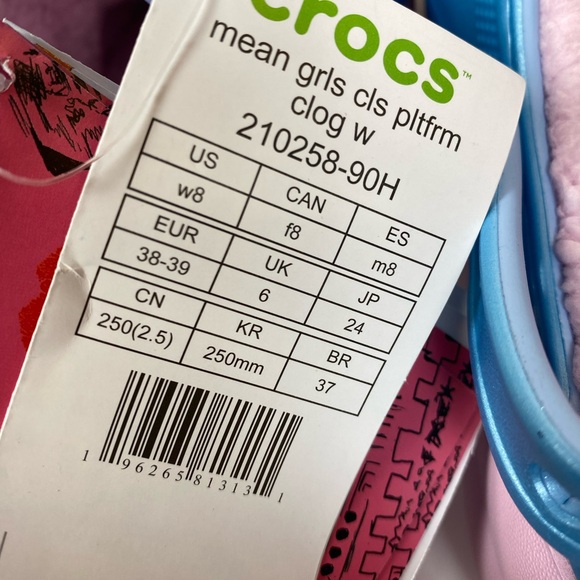 crocs™
mean grls cls pltfrm
clog w
210258-90H
US CAN ES
w8 f8 m8
EUR UK JP
38-39 6 24
CN KR BR
250(2.5) 250mm 37
1 96265 81313 1